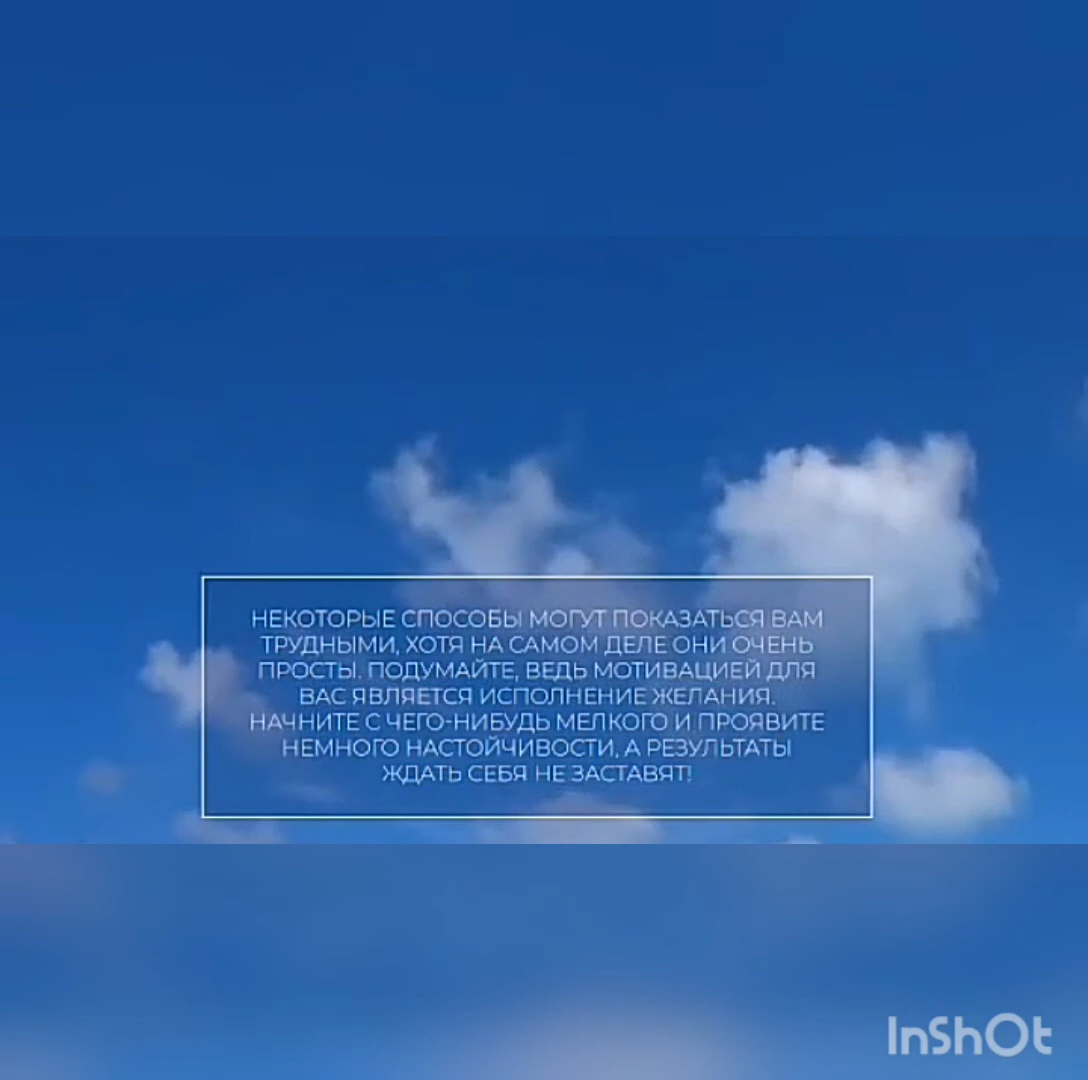 НЕКОТОРЫЕ СПОСОБЫ МОГУТ ПОКАЗАТЬСЯ ВАМ
ТРУДНЫМИ, ХОТЯ НА САМОМ ДЕЛЕ ОНИ ОЧЕНЬ
ПРОСТЫ. ПОДУМАЙТЕ, ВЕДЬ МОТИВАЦИЕЙ ДЛЯ
ВАС ЯВЛЯЕТСЯ ИСПОЛНЕНИЕ ЖЕЛАНИЯ.
НАЧНИТЕ С ЧЕГО-НИБУДЬ МЕЛКОГО И ПРОЯВИТЕ
НЕМНОГО НАСТОЙЧИВОСТИ, А РЕЗУЛЬТАТЫ
ЖДАТЬ СЕБЯ НЕ ЗАСТАВЯТ!
InShOt